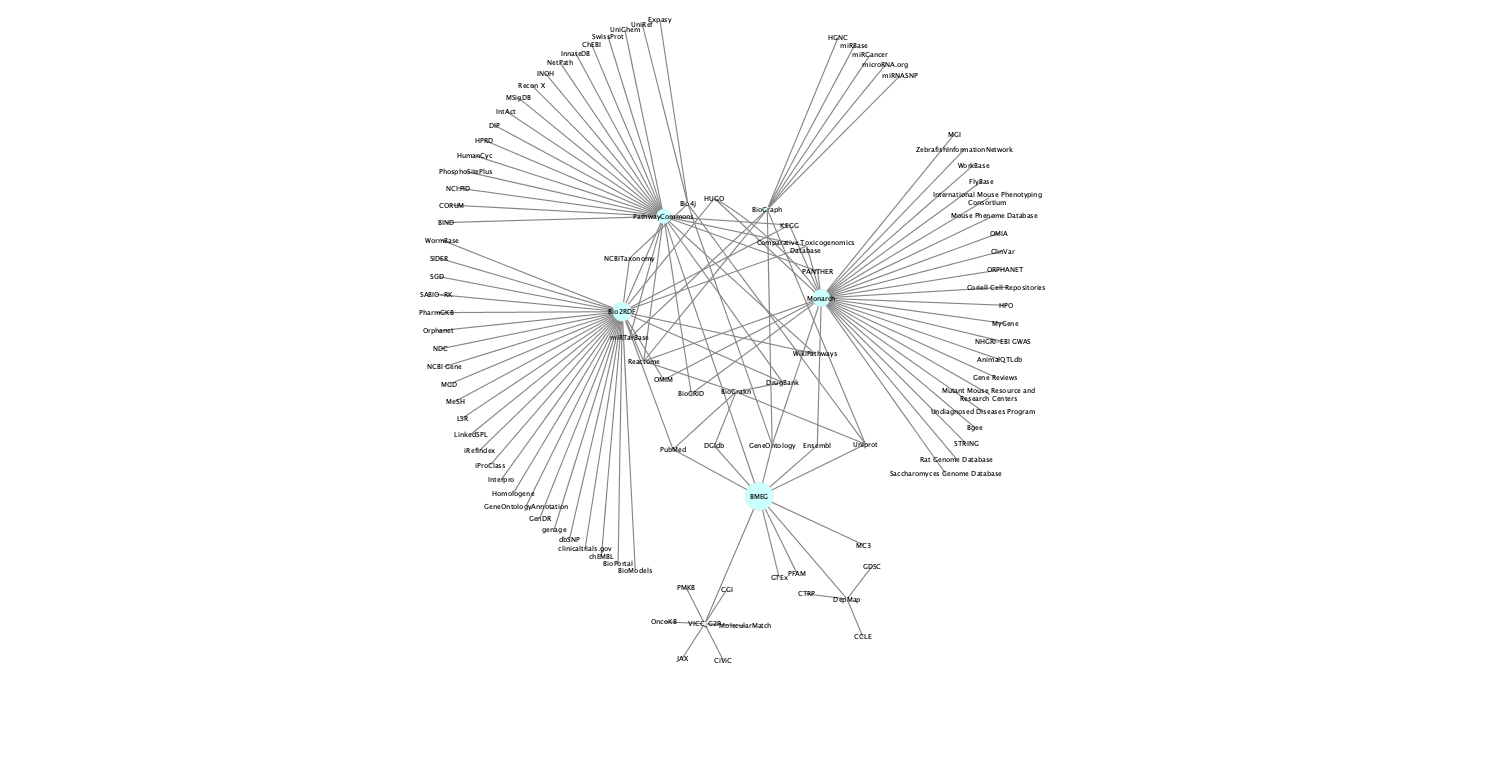 Expasy
UniRef
UniChem
SwissProt
ChEBI
InnateDB
NetPath
INOH
Recon X
MSigDB
IntAct
DIP
HPRD
HumanCyc
PhosphoSitePlus
NCI:PID
CORUM
BIND
HGNC
miRBase
miRCancer
microRNA.org
miRNASNP
Bio4j
HUGO
PathwayCommons
BioGraph
KEGG
Comparative Toxicogenomics
Database
PANTHER
NCBITaxonomy
Monarch
Bio2RDF
miRTarBase
Reactome
WikiPathways
OMIM
DrugBank
BioGRID
BioGrakn
PubMed
DGIdb
GeneOntology
Ensembl
Uniprot
BMEG
MGI
ZebrafishInformationNetwork
WorkBase
FlyBase
International Mouse Phenotyping
Consortium
Mouse Phenome Database
OMIA
ClinVar
ORPHANET
Coriell Cell Repositories
HPO
MyGene
NHGRI-EBI GWAS
AnimalQTLdb
Gene Reviews
Mutant Mouse Resource and
Research Centers
Undiagnosed Diseases Program
Bgee
STRING
Rat Genome Database
Saccharomyces Genome Database
WormBase
SIDER
SGD
SABIO-RK
PharmGKB
Orphanet
NDC
NCBI Gene
MGD
MeSH
LSR
LinkedSPL
iRefIndex
iProClass
Interpro
Homologene
GeneOntologyAnnotation
GenDR
genage
dbSNP
clinicaltrials.gov
chEMBL
BioPortal
BioModels
MC3
GDSC
PFAM
GTEx
CTRP
DepMap
CCLE
PMKB
CGI
OncoKB
VICC G2P
MolecularMatch
JAX
CIViC